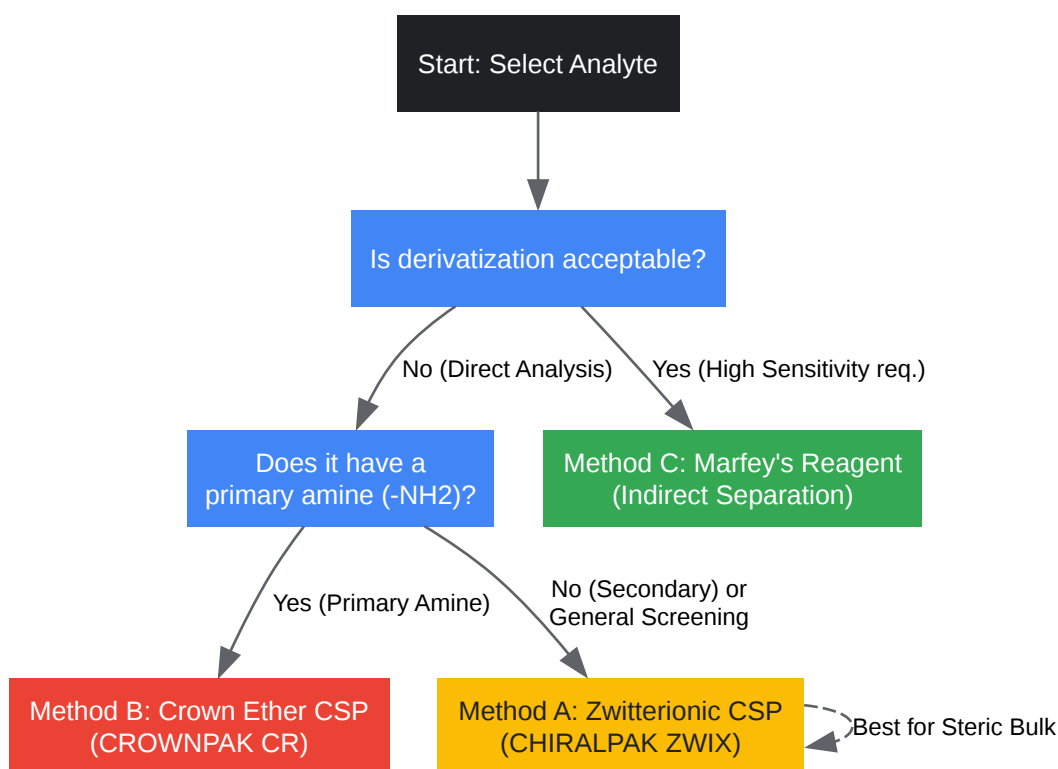 Start: Select Analyte
Is derivatization acceptable?
No (Direct Analysis)
Yes (High Sensitivity req.)
Does it have a
primary amine (-NH2)?
Method C: Marfey's Reagent
(Indirect Separation)
Yes (Primary Amine)
No (Secondary) or
General Screening
Method B: Crown Ether CSP
(CROWNPAK CR)
Method A: Zwitterionic CSP
(CHIRALPAK ZWIX)
Best for Steric Bulk